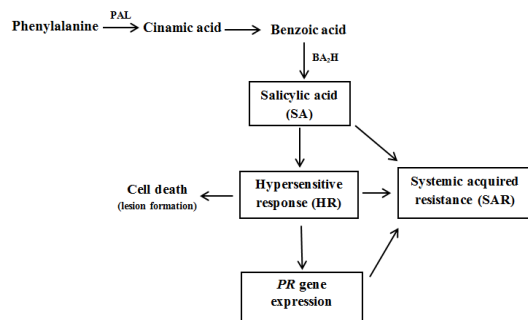 PAL
Phenylalanine
Cinamic acid
Benzoic acid
BA2H
Salicylic acid
(SA)
Cell death
(lesion formation)
Hypersensitive
response (HR)
Systemic acquired
resistance (SAR)
PR gene
expression